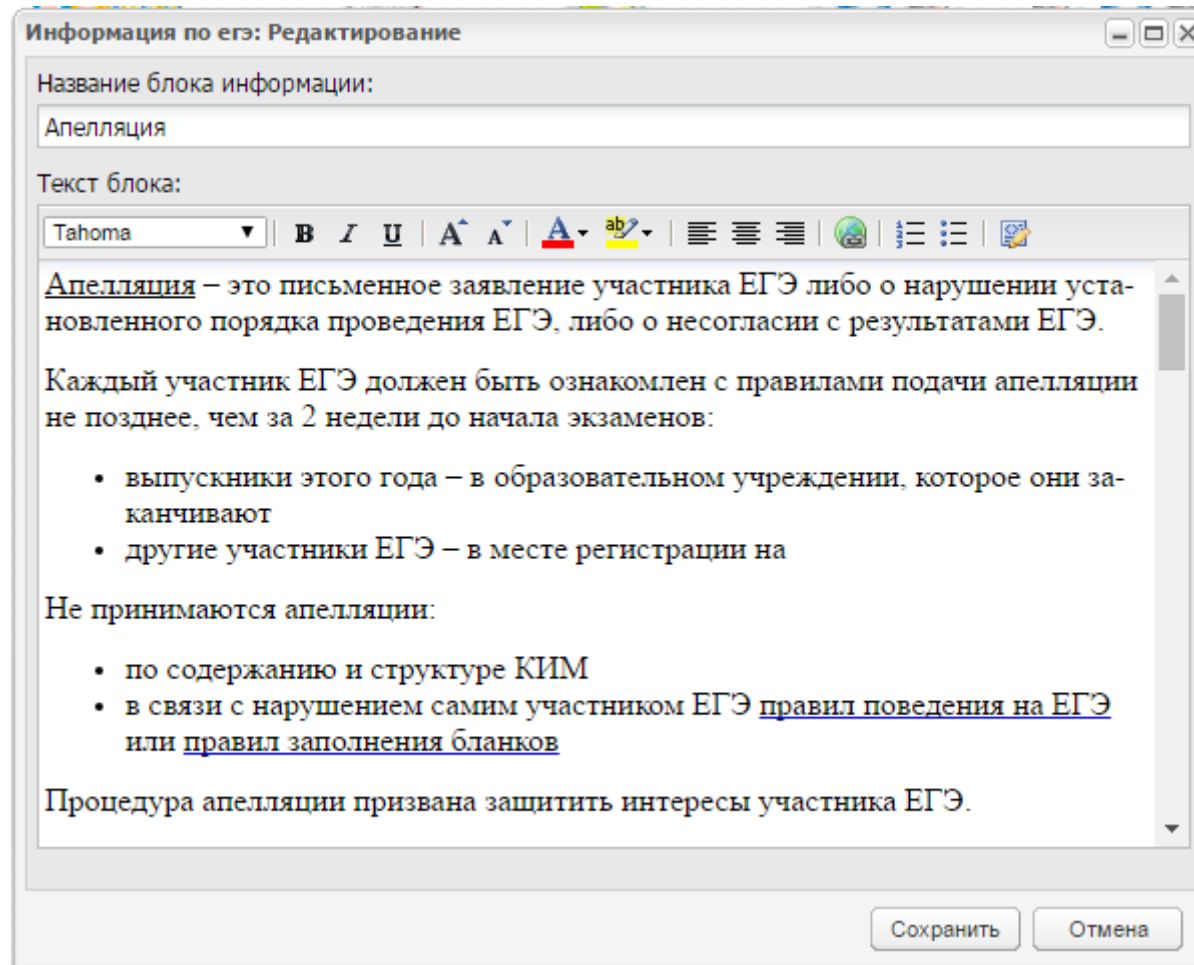 Информация по егэ: Редактирование
Название блока информации:
Апелляция
Текст блока:
Tahoma B I U A A A ab
Апелляция – это письменное заявление участника ЕГЭ либо о нарушении уста-
новленного порядка проведения ЕГЭ, либо о несогласии с результатами ЕГЭ.
Каждый участник ЕГЭ должен быть ознакомлен с правилами подачи апелляции
не позднее, чем за 2 недели до начала экзаменов:
• выпускники этого года – в образовательном учреждении, которое они за-
канчивают
• другие участники ЕГЭ – в месте регистрации на
Не принимаются апелляции:
• по содержанию и структуре КИМ
• в связи с нарушением самим участником ЕГЭ правил поведения на ЕГЭ
или правил заполнения бланков
Процедура апелляции призвана защитить интересы участника ЕГЭ.
Сохранить Отмена